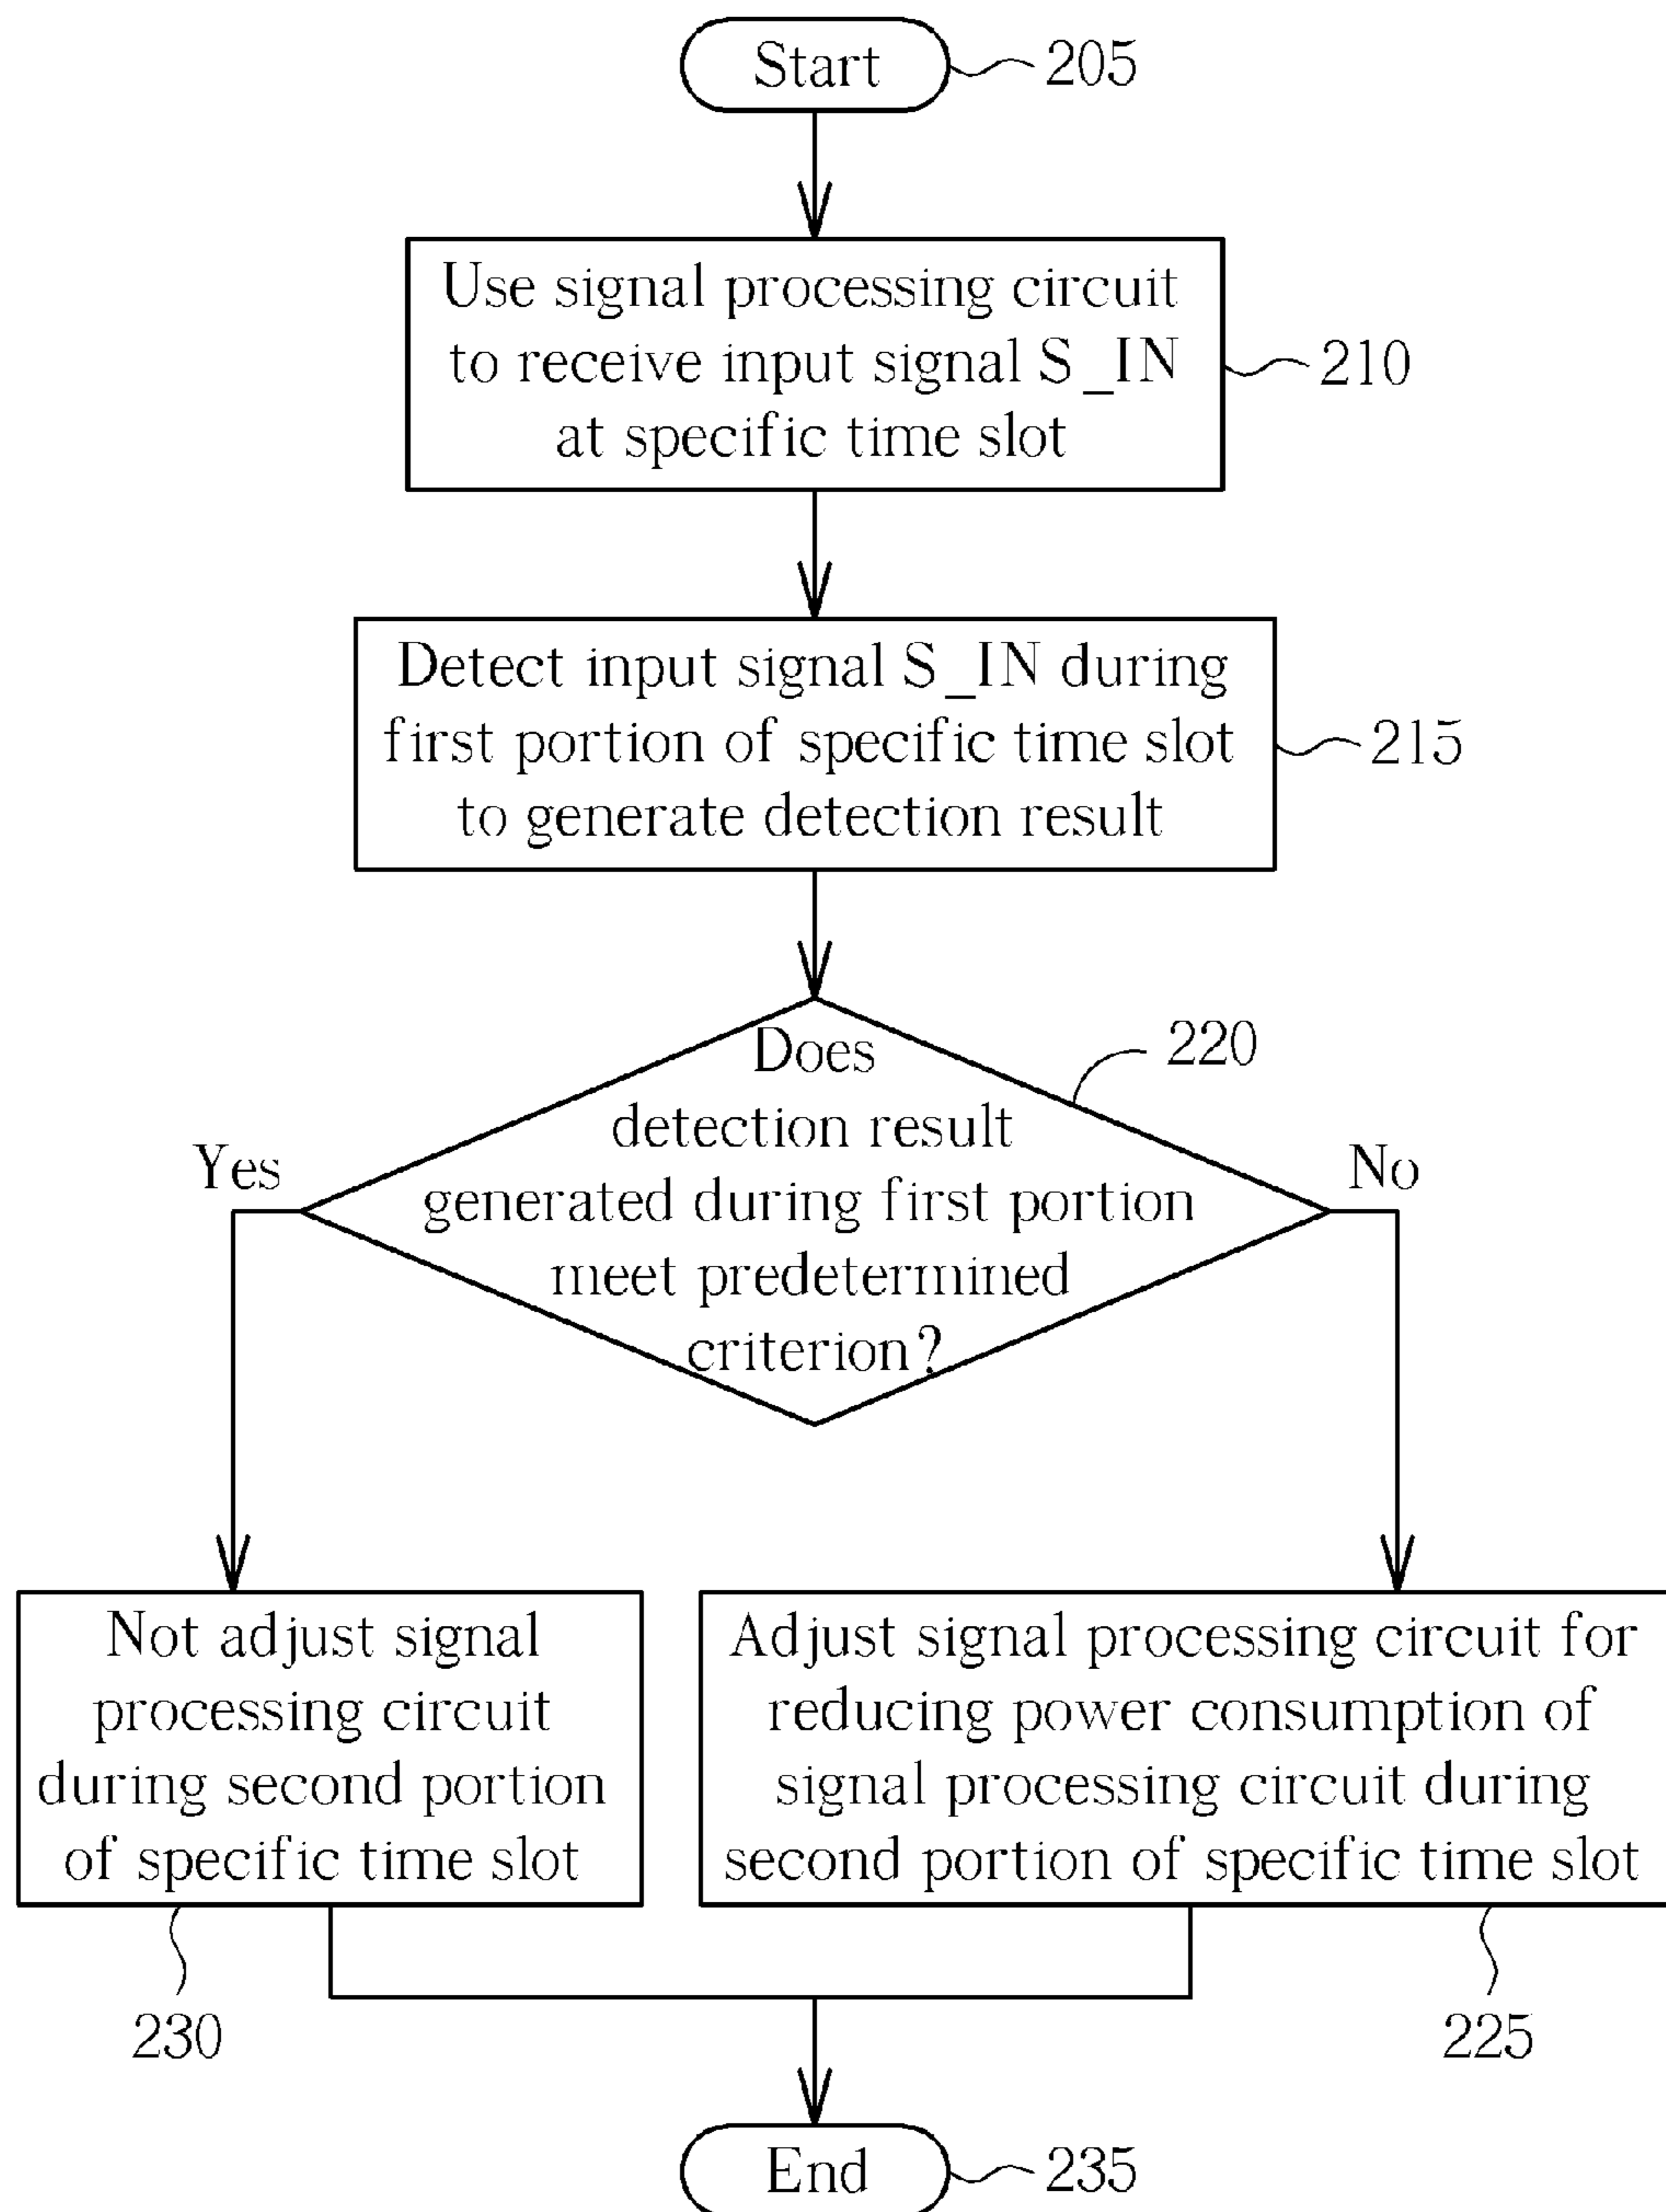 Start
205
Use signal processing circuit
to receive input signal S_IN
at specific time slot
210
Detect input signal S_IN during
first portion of specific time slot
to generate detection result
215
Does
detection result
generated during first portion
meet predetermined
criterion?
220
Yes
No
Not adjust signal
processing circuit
during second portion
of specific time slot
230
Adjust signal processing circuit for
reducing power consumption of
signal processing circuit during
second portion of specific time slot
225
End
235